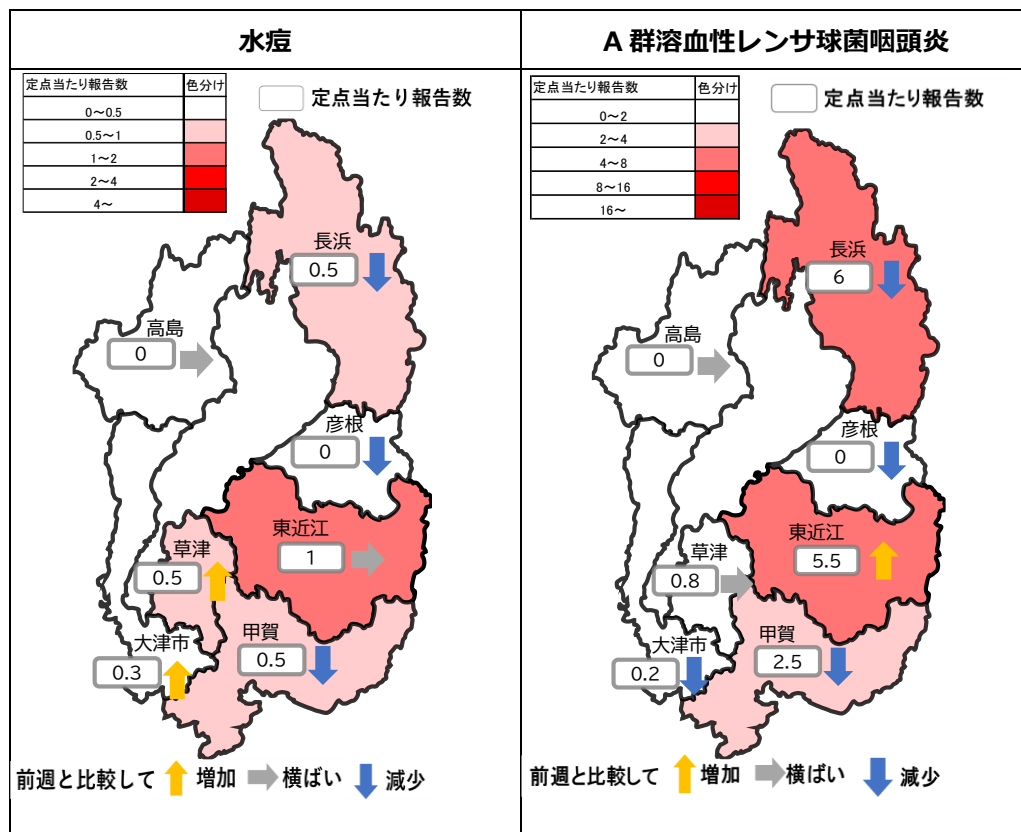 水痘
定点当たり報告数 色分け
0～0.5
0.5～1
1～2
2～4
4～
定点当たり報告数
長浜
0.5
高島
0
彦根
0
東近江
1
草津
0.5
大津市
0.3
甲賀
0.5
前週と比較して 増加 横ばい 減少
A群溶血性レンサ球菌咽頭炎
定点当たり報告数 色分け
0～2
2～4
4～8
8～16
16～
定点当たり報告数
長浜
6
高島
0
彦根
0
東近江
5.5
草津
0.8
大津市
0.2
甲賀
2.5
前週と比較して 増加 横ばい 減少